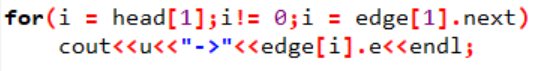 for(i = head[1];i!= 0;i = edge[1].next)
cout<<u<<"->"<<edge[i].e<<endl;